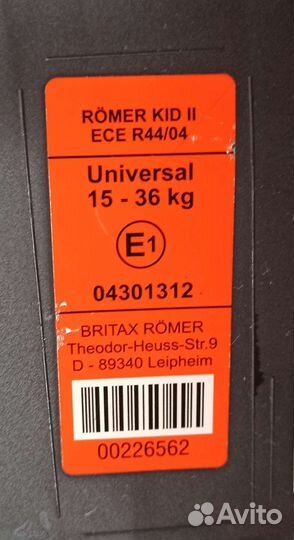 RÖMER KID II
ECE R44/04
Universal
15 - 36 kg
E1
04301312
BRITAX RÖMER
Theodor-Heuss-Str.9
D - 89340 Leipheim
00226562
Avito